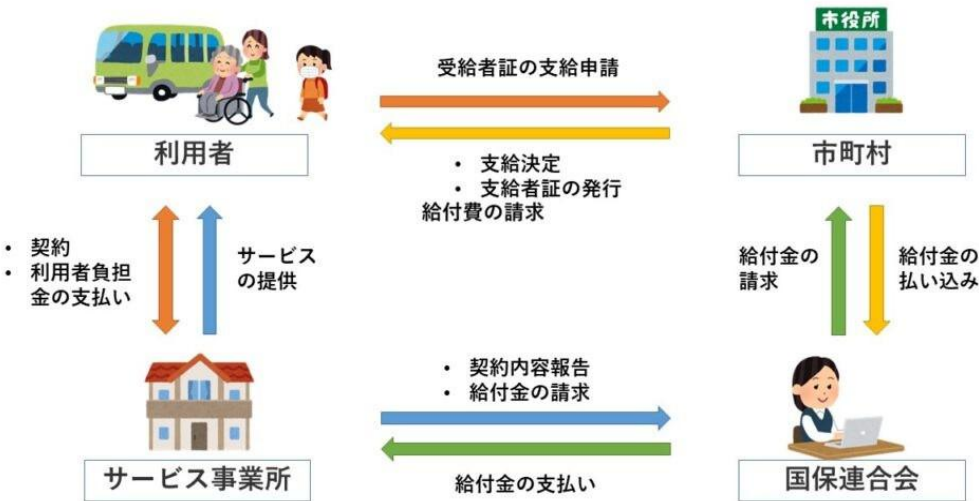 市役所
受給者証の支給申請
利用者
市町村
• 支給決定
• 支給者証の発行
給付費の請求
• 契約
• 利用者負担
金の支払い
サービス
の提供
給付金の
請求
給付金の
払い込み
• 契約内容報告
• 給付金の請求
サービス事業所
給付金の支払い
国保連合会